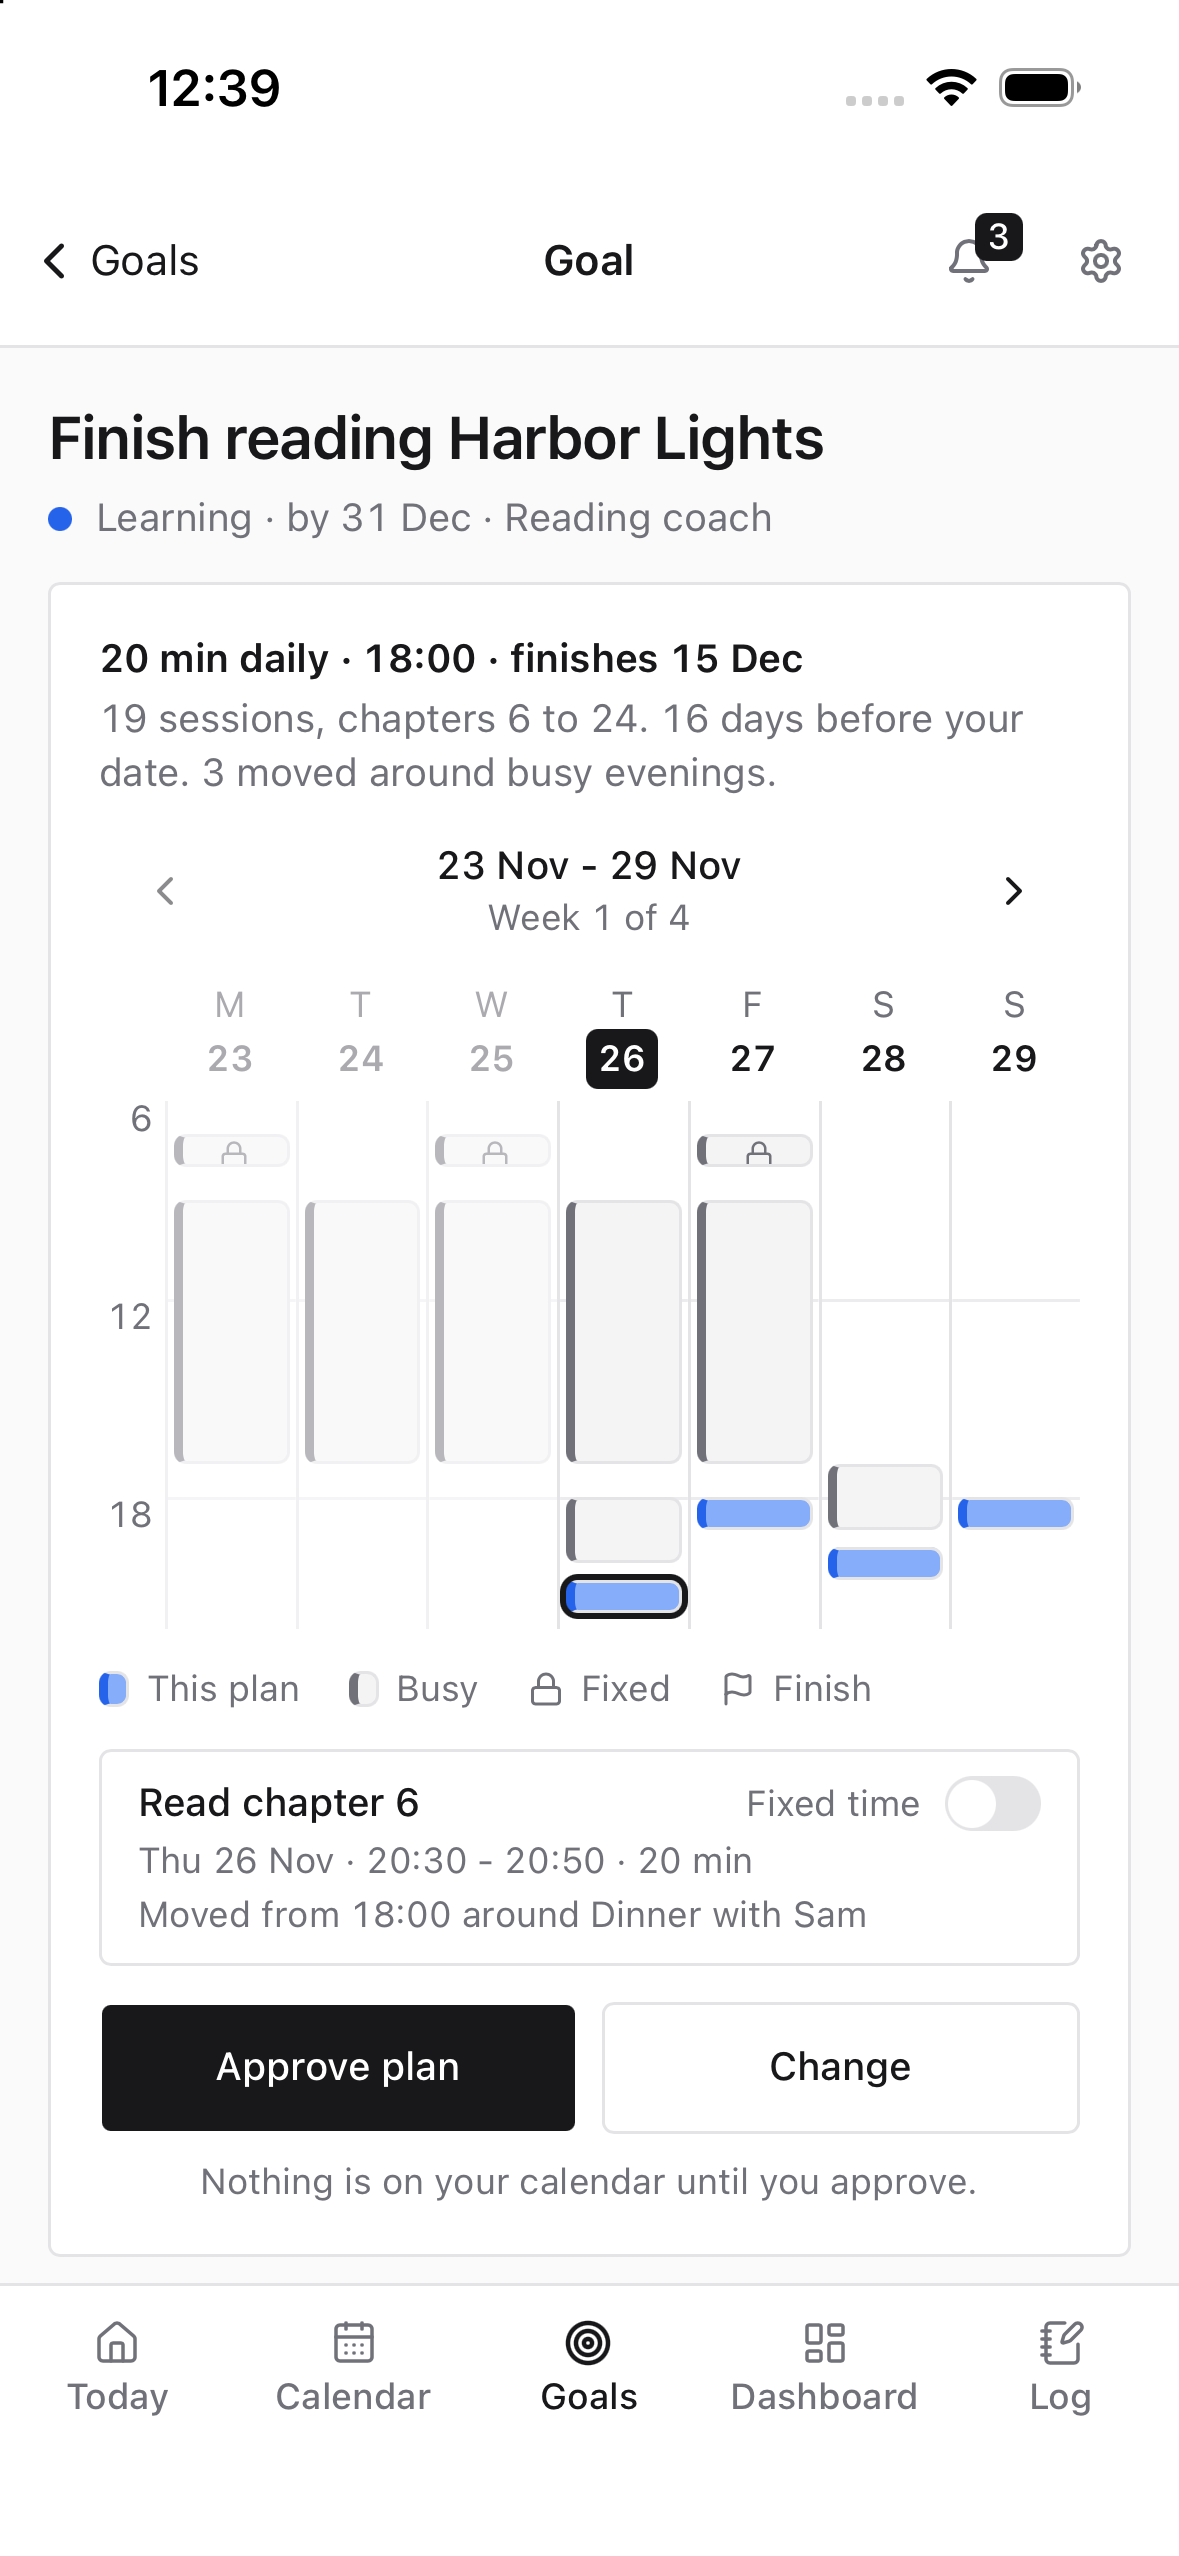 12:39
Goals
Goal
3
Finish reading Harbor Lights
Learning · by 31 Dec · Reading coach
20 min daily · 18:00 · finishes 15 Dec
19 sessions, chapters 6 to 24. 16 days before your
date. 3 moved around busy evenings.
23 Nov - 29 Nov
Week 1 of 4
M T W T F S S
23 24 25 26 27 28 29
6
12
18
This plan Busy Fixed Finish
Read chapter 6 Fixed time
Thu 26 Nov · 20:30 - 20:50 · 20 min
Moved from 18:00 around Dinner with Sam
Approve plan Change
Nothing is on your calendar until you approve.
Today Calendar Goals Dashboard Log